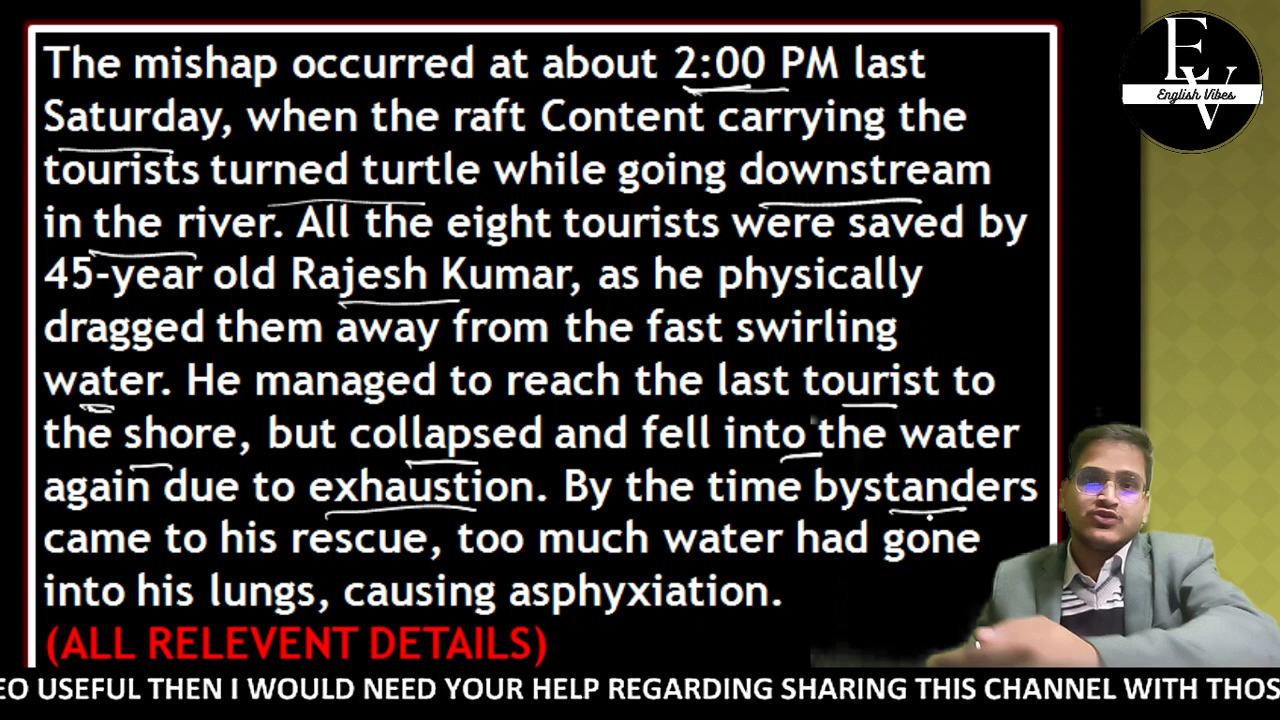 The mishap occurred at about 2:00 PM last
Saturday, when the raft Content carrying the
tourists turned turtle while going downstream
in the river. All the eight tourists were saved by
45-year old Rajesh Kumar, as he physically
dragged them away from the fast swirling
water. He managed to reach the last tourist to
the shore, but collapsed and fell into the water
again due to exhaustion. By the time bystanders
came to his rescue, too much water had gone
into his lungs, causing asphyxiation.
(ALL RELEVENT DETAILS)
E
V
English Vibes
EO USEFUL THEN I WOULD NEED YOUR HELP REGARDING SHARING THIS CHANNEL WITH THOS